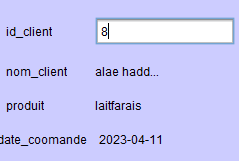 id_client 8
nom_client alae hadd...
produit laitfarais
date_coomande 2023-04-11